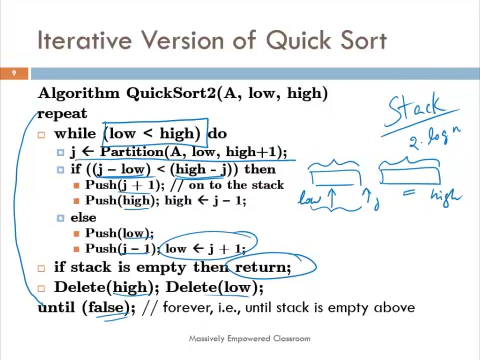 Iterative Version of Quick Sort
9
Algorithm QuickSort2(A, low, high)
repeat
while (low < high) do
j ← Partition(A, low, high+1);
if ((j – low) < (high - j)) then
Push(j + 1); // on to the stack
Push(high); high ← j – 1;
else
Push(low);
Push(j – 1); low ← j + 1;
if stack is empty then return;
Delete(high); Delete(low);
until (false); // forever, i.e., until stack is empty above
Stack
2. log n
low j = high
Massively Empowered Classroom